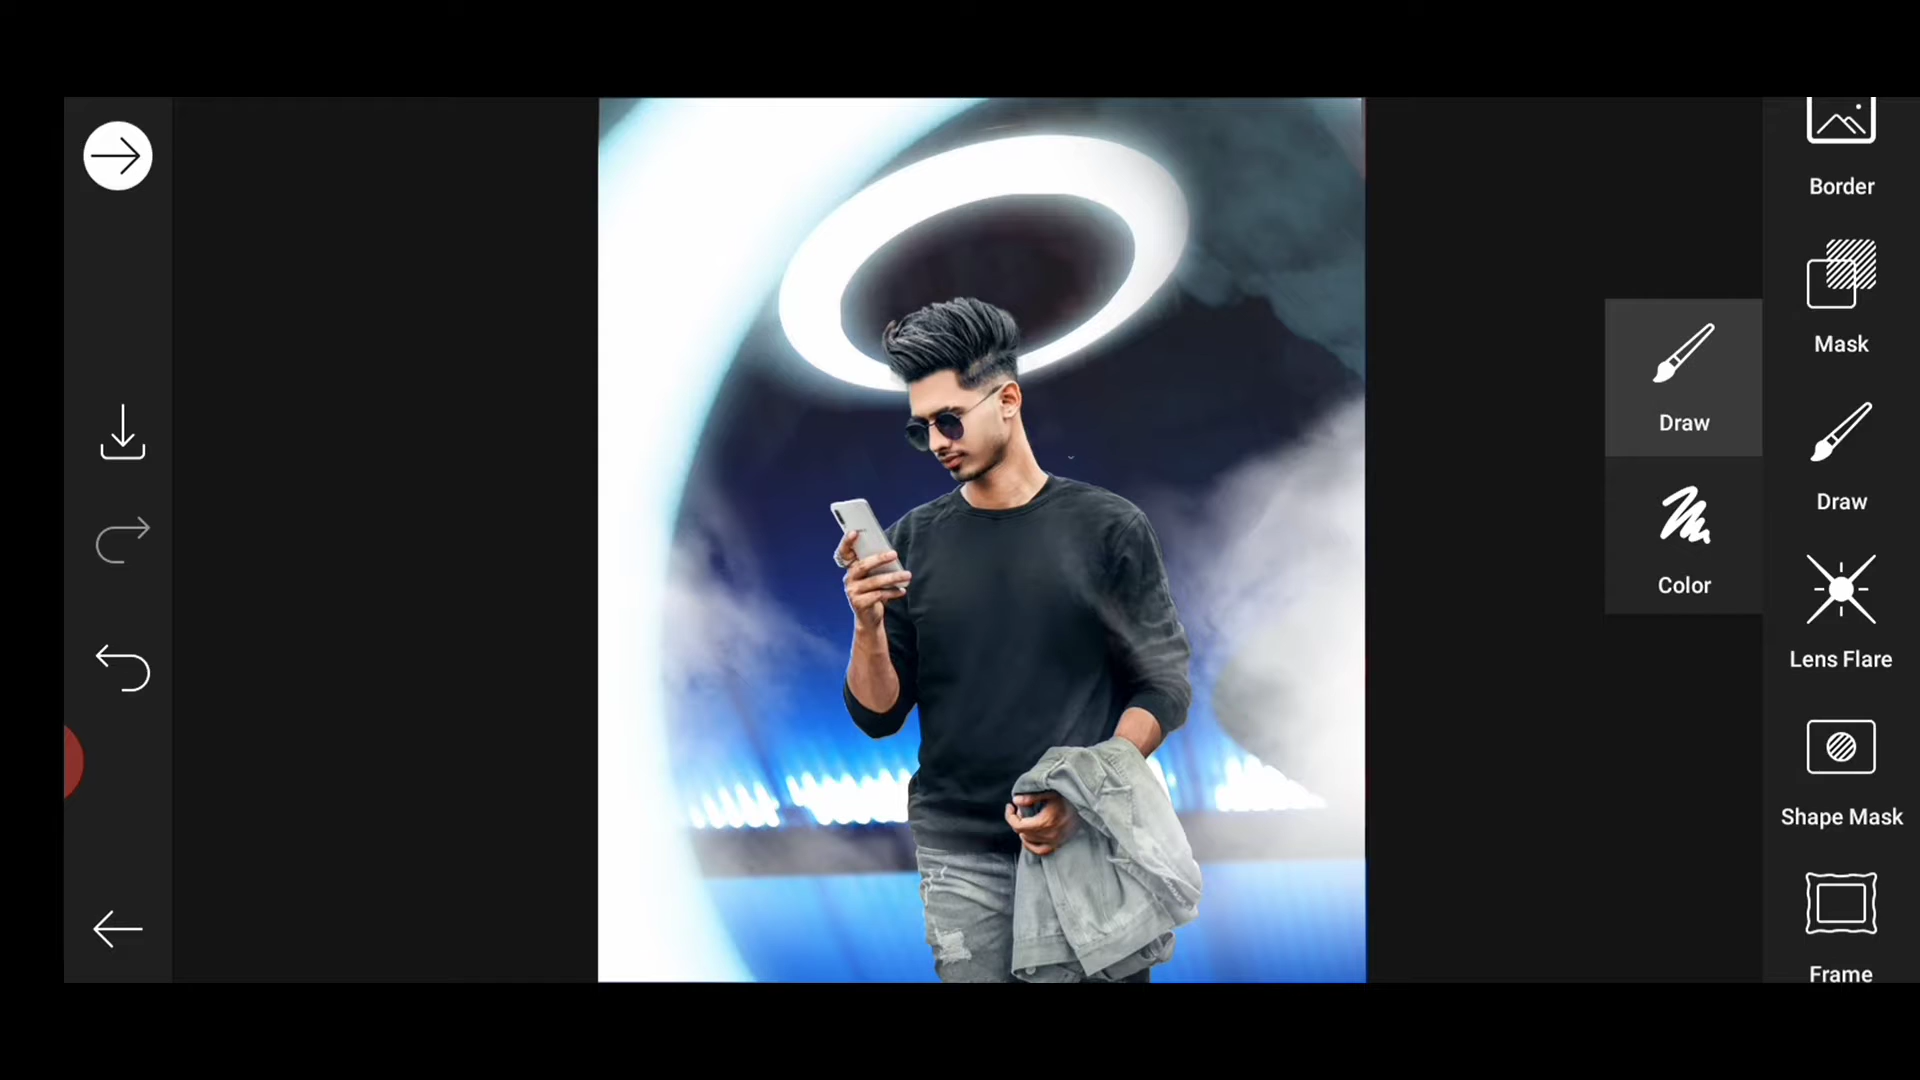 Border
Mask
Draw
Draw
Color
Lens Flare
Shape Mask
Frame